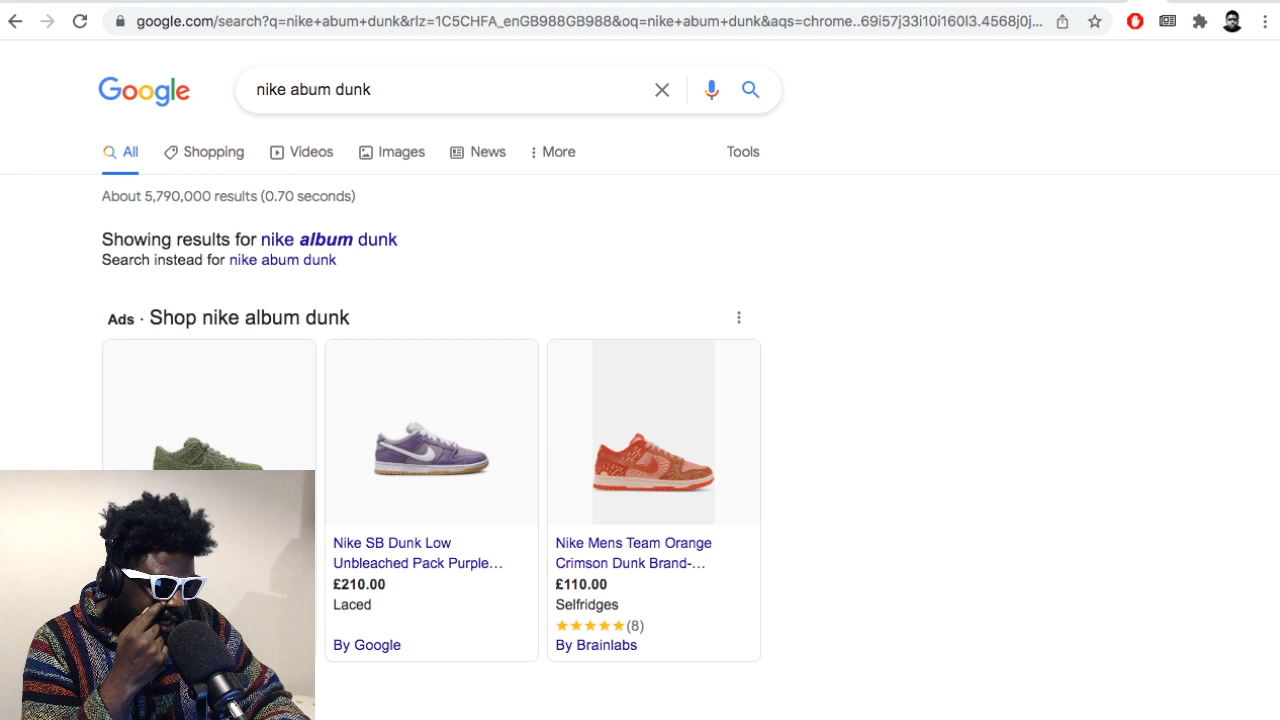 google.com/search?q=nike+abum+dunk&rlz=1C5CHFA_enGB988GB988&oq=nike+abum+dunk&aqs=chrome..69i57j33i10i160l3.4568j0j...
Google
nike abum dunk
All
Shopping
Videos
Images
News
More
Tools
About 5,790,000 results (0.70 seconds)
Showing results for nike album dunk
Search instead for nike abum dunk
Ads · Shop nike album dunk
Nike SB Dunk Low
Unbleached Pack Purple...
£210.00
Laced
By Google
Nike Mens Team Orange
Crimson Dunk Brand-...
£110.00
Selfridges
(8)
By Brainlabs